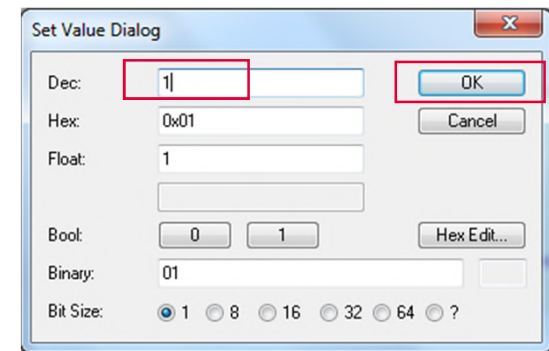 Set Value Dialog
Dec: 1 OK
Hex: 0x01 Cancel
Float: 1
Bool: 0 1 Hex Edit...
Binary: 01
Bit Size: 1 8 16 32 64 ?